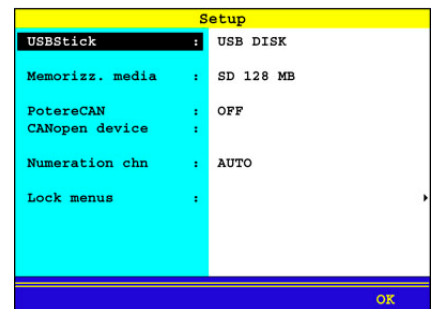 Setup
USBStick : USB DISK
Memorizz. media : SD 128 MB
PotereCAN : OFF
CANopen device :
Numeration chn : AUTO
Lock menus :
OK